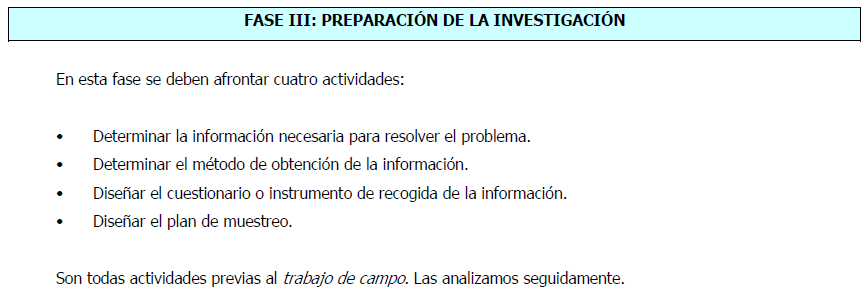 FASE III: PREPARACIÓN DE LA INVESTIGACIÓN
En esta fase se deben afrontar cuatro actividades:
• Determinar la información necesaria para resolver el problema.
• Determinar el método de obtención de la información.
• Diseñar el cuestionario o instrumento de recogida de la información.
• Diseñar el plan de muestreo.
Son todas actividades previas al trabajo de campo. Las analizamos seguidamente.